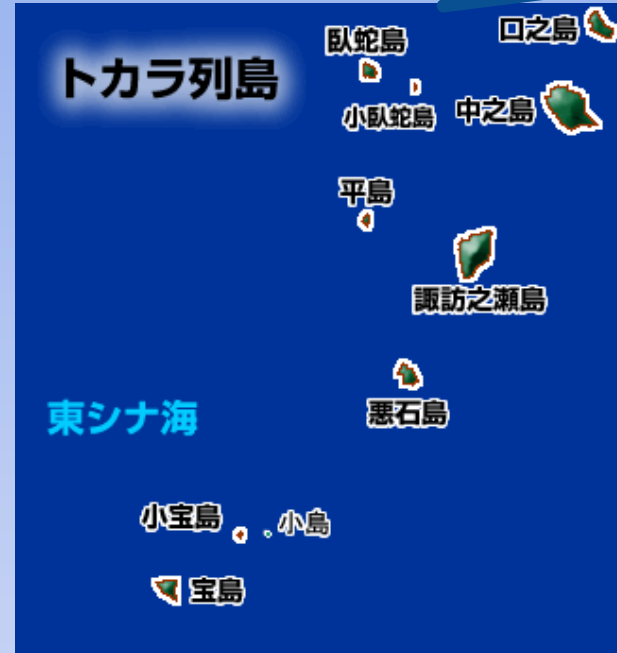 トカラ列島
臥蛇島
口之島
小臥蛇島
中之島
平島
諏訪之瀬島
悪石島
東シナ海
小宝島
小島
宝島